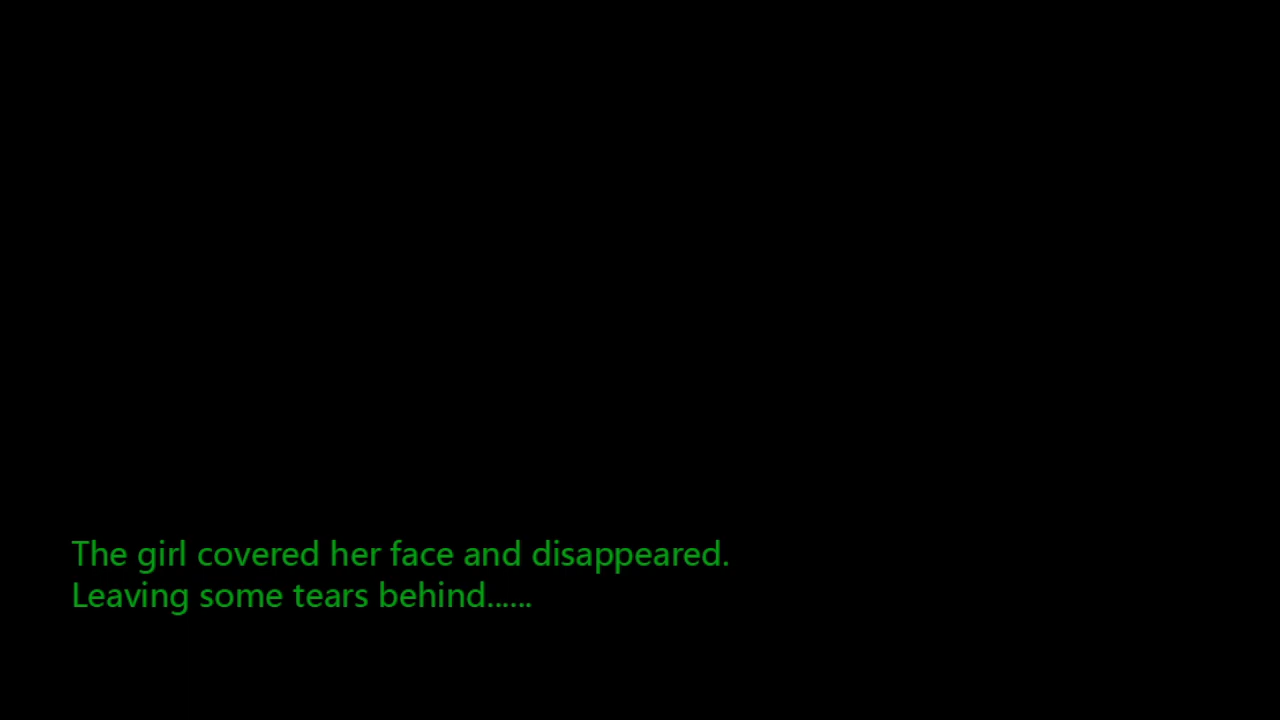 The girl covered her face and disappeared.
Leaving some tears behind......